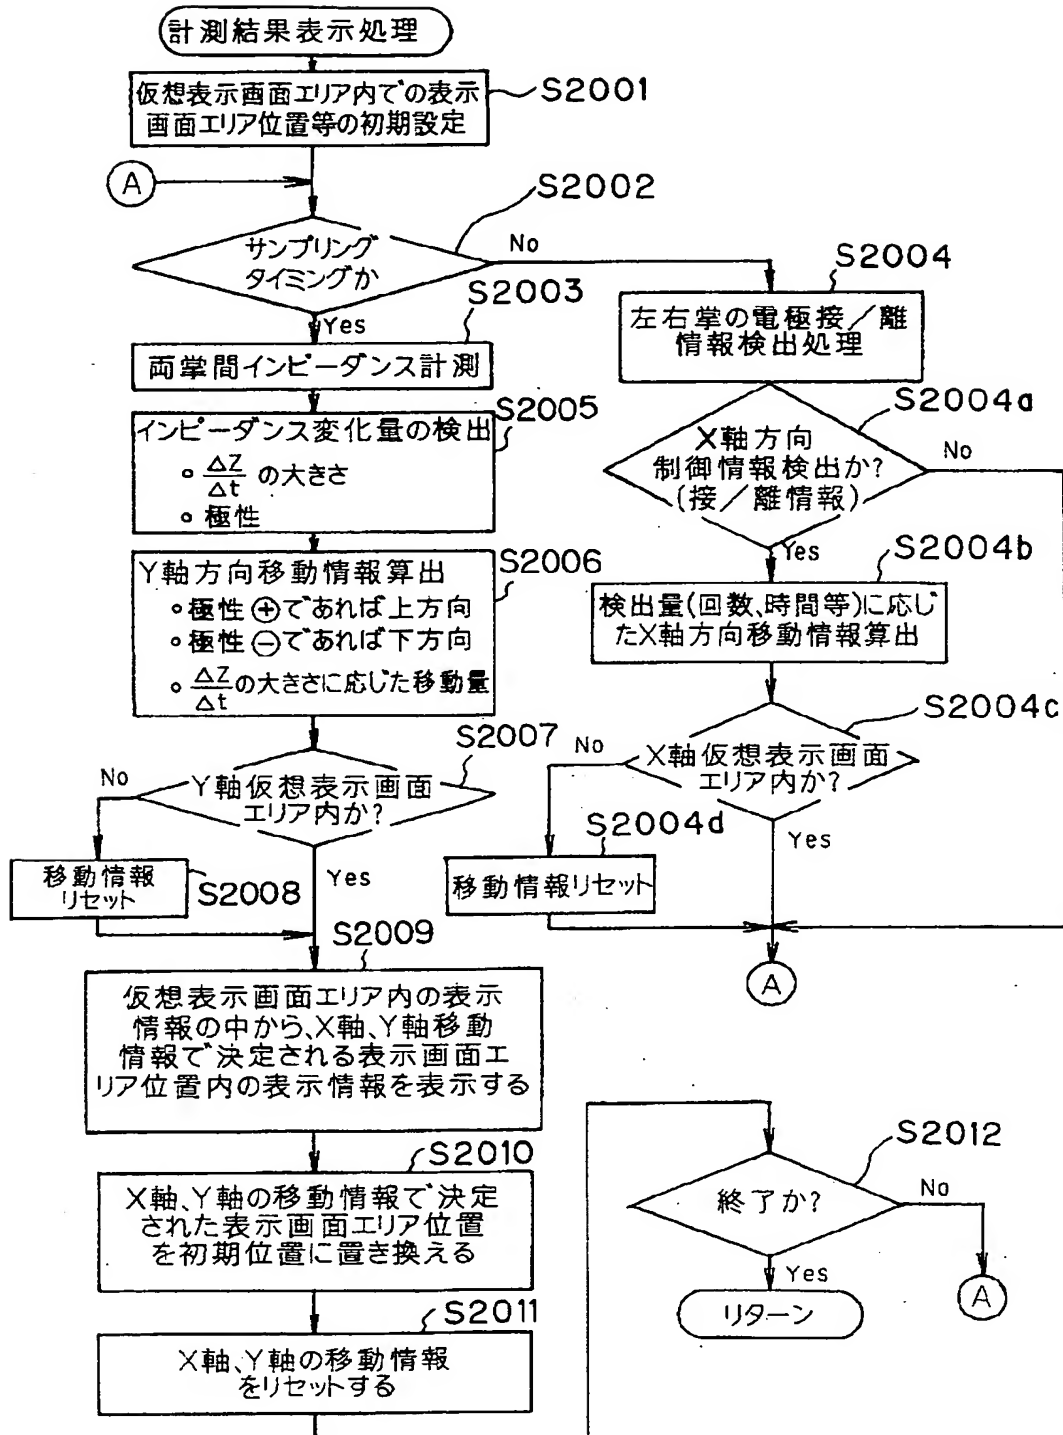 計測結果表示処理
仮想表示画面エリア内での表示
画面エリア位置等の初期設定
S2001
A
S2002
サンプリング
タイミングか
No
Yes
S2003
両掌間インピーダンス計測
S2004
左右掌の電極接/離
情報検出処理
S2005
インピーダンス変化量の検出
。ΔZ/Δt の大きさ
。極性
S2004a
X軸方向
制御情報検出か?
(接/離情報)
No
Yes
S2006
Y軸方向移動情報算出
。極性⊕であれば上方向
。極性⊖であれば下方向
。ΔZ/Δtの大きさに応じた移動量
S2004b
検出量(回数、時間等)に応じ
たX軸方向移動情報算出
S2007
Y軸仮想表示画面
エリア内か?
No
Yes
S2004c
X軸仮想表示画面
エリア内か?
No
Yes
S2008
移動情報
リセット
S2004d
移動情報リセット
A
S2009
仮想表示画面エリア内の表示
情報の中から、X軸、Y軸移動
情報で決定される表示画面エ
リア位置内の表示情報を表示する
S2010
X軸、Y軸の移動情報で決定
された表示画面エリア位置
を初期位置に置き換える
S2011
X軸、Y軸の移動情報
をリセットする
S2012
終了か?
No
Yes
A
リターン